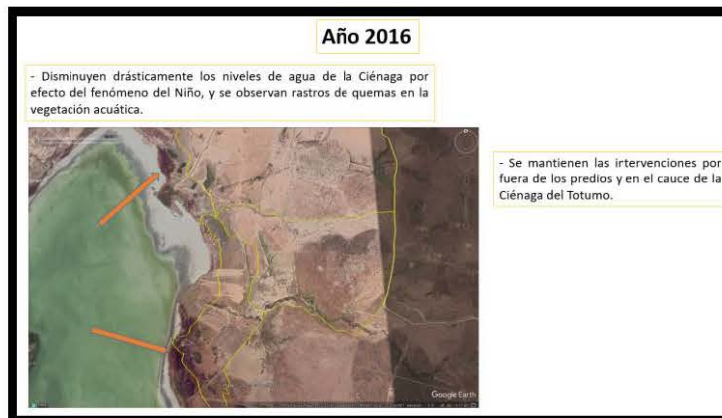 Año 2016
- Disminuyen drásticamente los niveles de agua de la Ciénaga por
efecto del fenómeno del Niño, y se observan rastros de quemas en la
vegetación acuática.
- Se mantienen las intervenciones por
fuera de los predios y en el cauce de la
Ciénaga del Totumo.
Google Earth